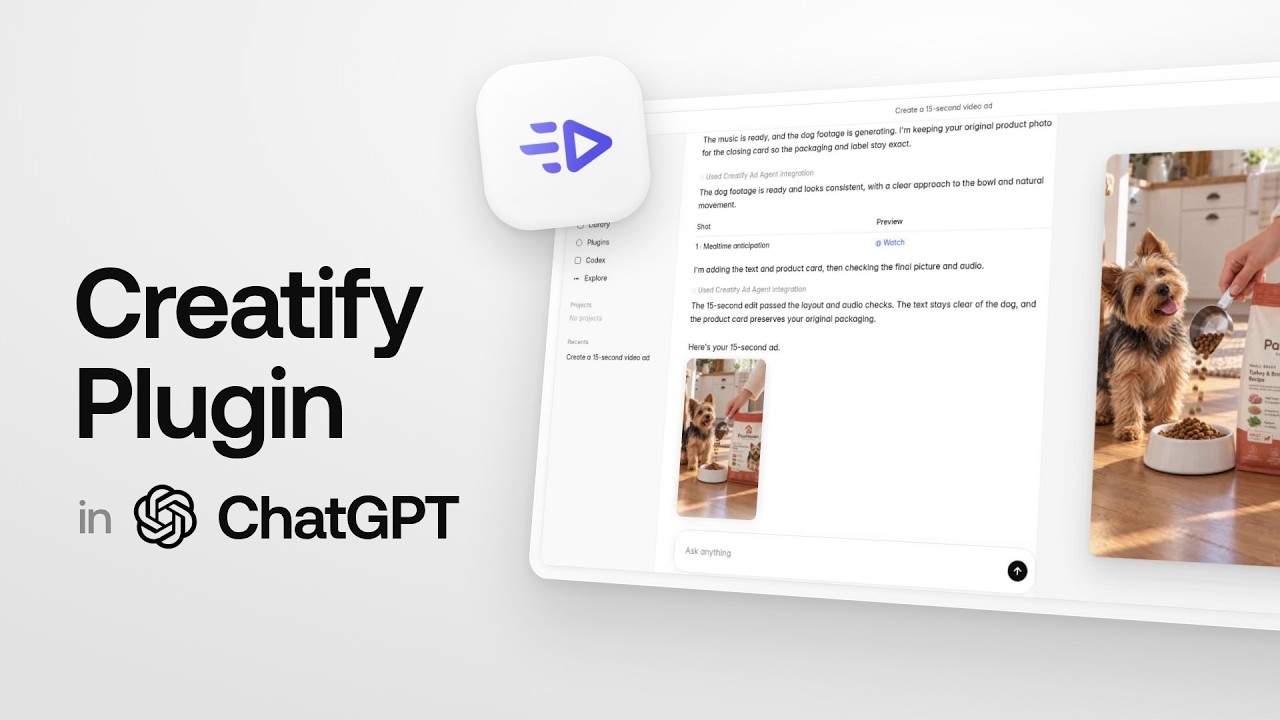 Creatify
Plugin
in ChatGPT
Create a 15-second video ad
Library
Plugins
Codex
Explore
Projects
No projects
Recents
Create a 15-second video ad
The music is ready, and the dog footage is generating. I'm keeping your original product photo
for the closing card so the packaging and label stay exact.
Used Creatify Ad Agent integration
The dog footage is ready and looks consistent, with a clear approach to the bowl and natural
movement.
Shot Preview
1 · Mealtime anticipation Watch
I'm adding the text and product card, then checking the final picture and audio.
Used Creatify Ad Agent integration
The 15-second edit passed the layout and audio checks. The text stays clear of the dog, and
the product card preserves your original packaging.
Here's your 15-second ad.
Ask anything
Turkey &
Recipe